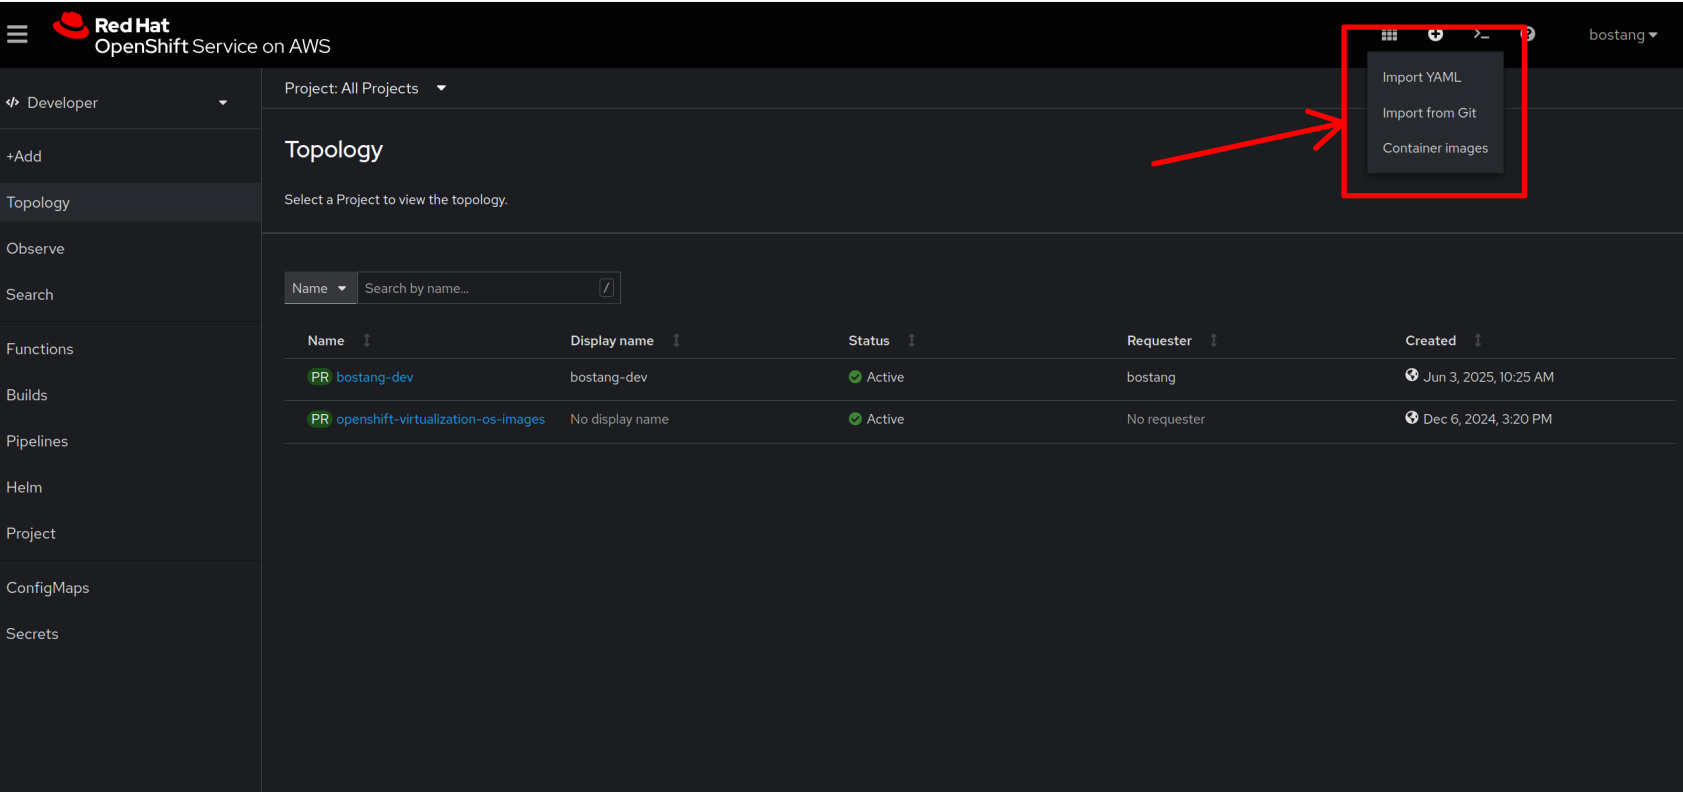 Red Hat
OpenShift Service on AWS
bostang
Import YAML
Import from Git
Container images
Developer
+Add
Topology
Observe
Search
Functions
Builds
Pipelines
Helm
Project
ConfigMaps
Secrets
Project: All Projects
Topology
Select a Project to view the topology.
Name Search by name... /
Name Display name Status Requester Created
PR bostang-dev bostang-dev Active bostang Jun 3, 2025, 10:25 AM
PR openshift-virtualization-os-images No display name Active No requester Dec 6, 2024, 3:20 PM